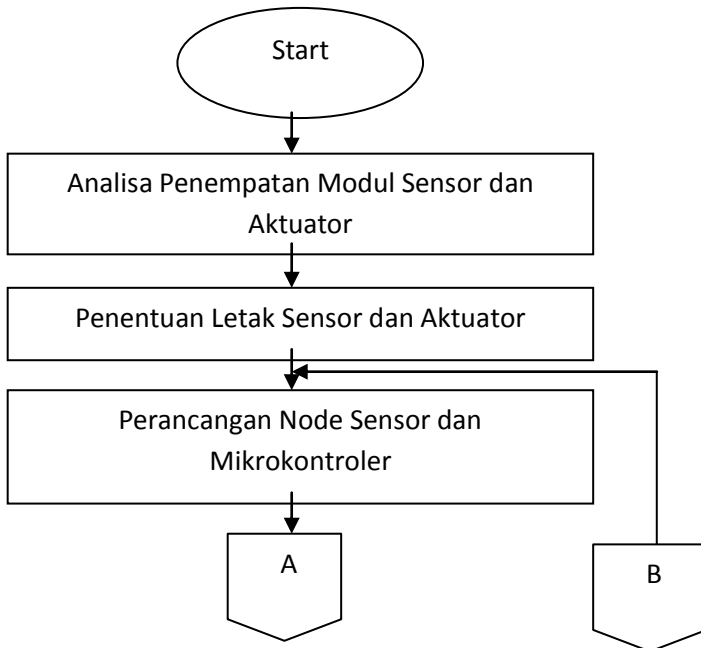 Start
Analisa Penempatan Modul Sensor dan
Aktuator
Penentuan Letak Sensor dan Aktuator
Perancangan Node Sensor dan
Mikrokontroler
A
B